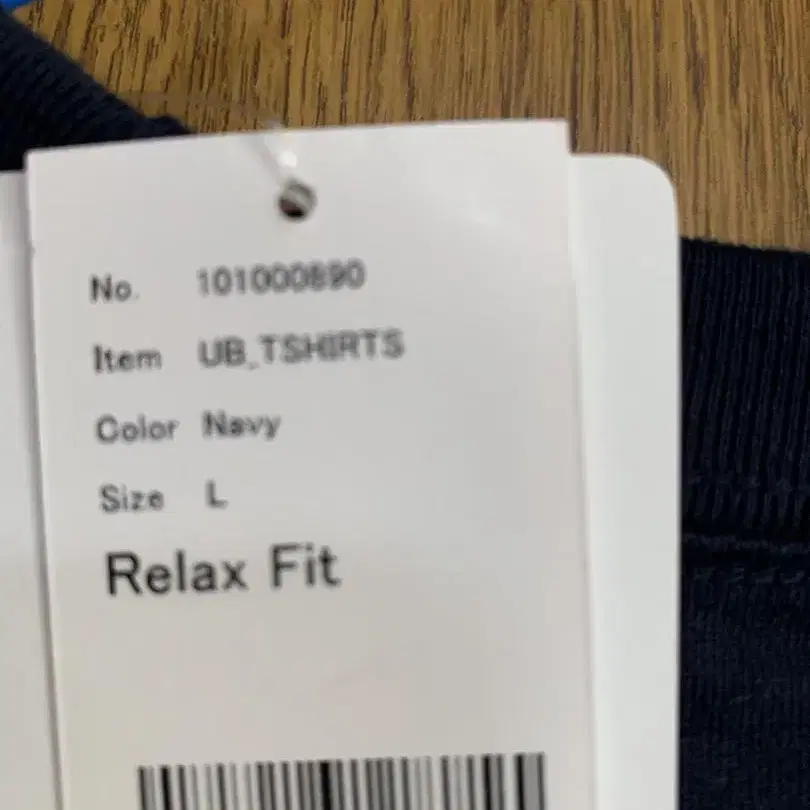 No. 101000890
Item UB_TSHIRTS
Color Navy
Size L
Relax Fit